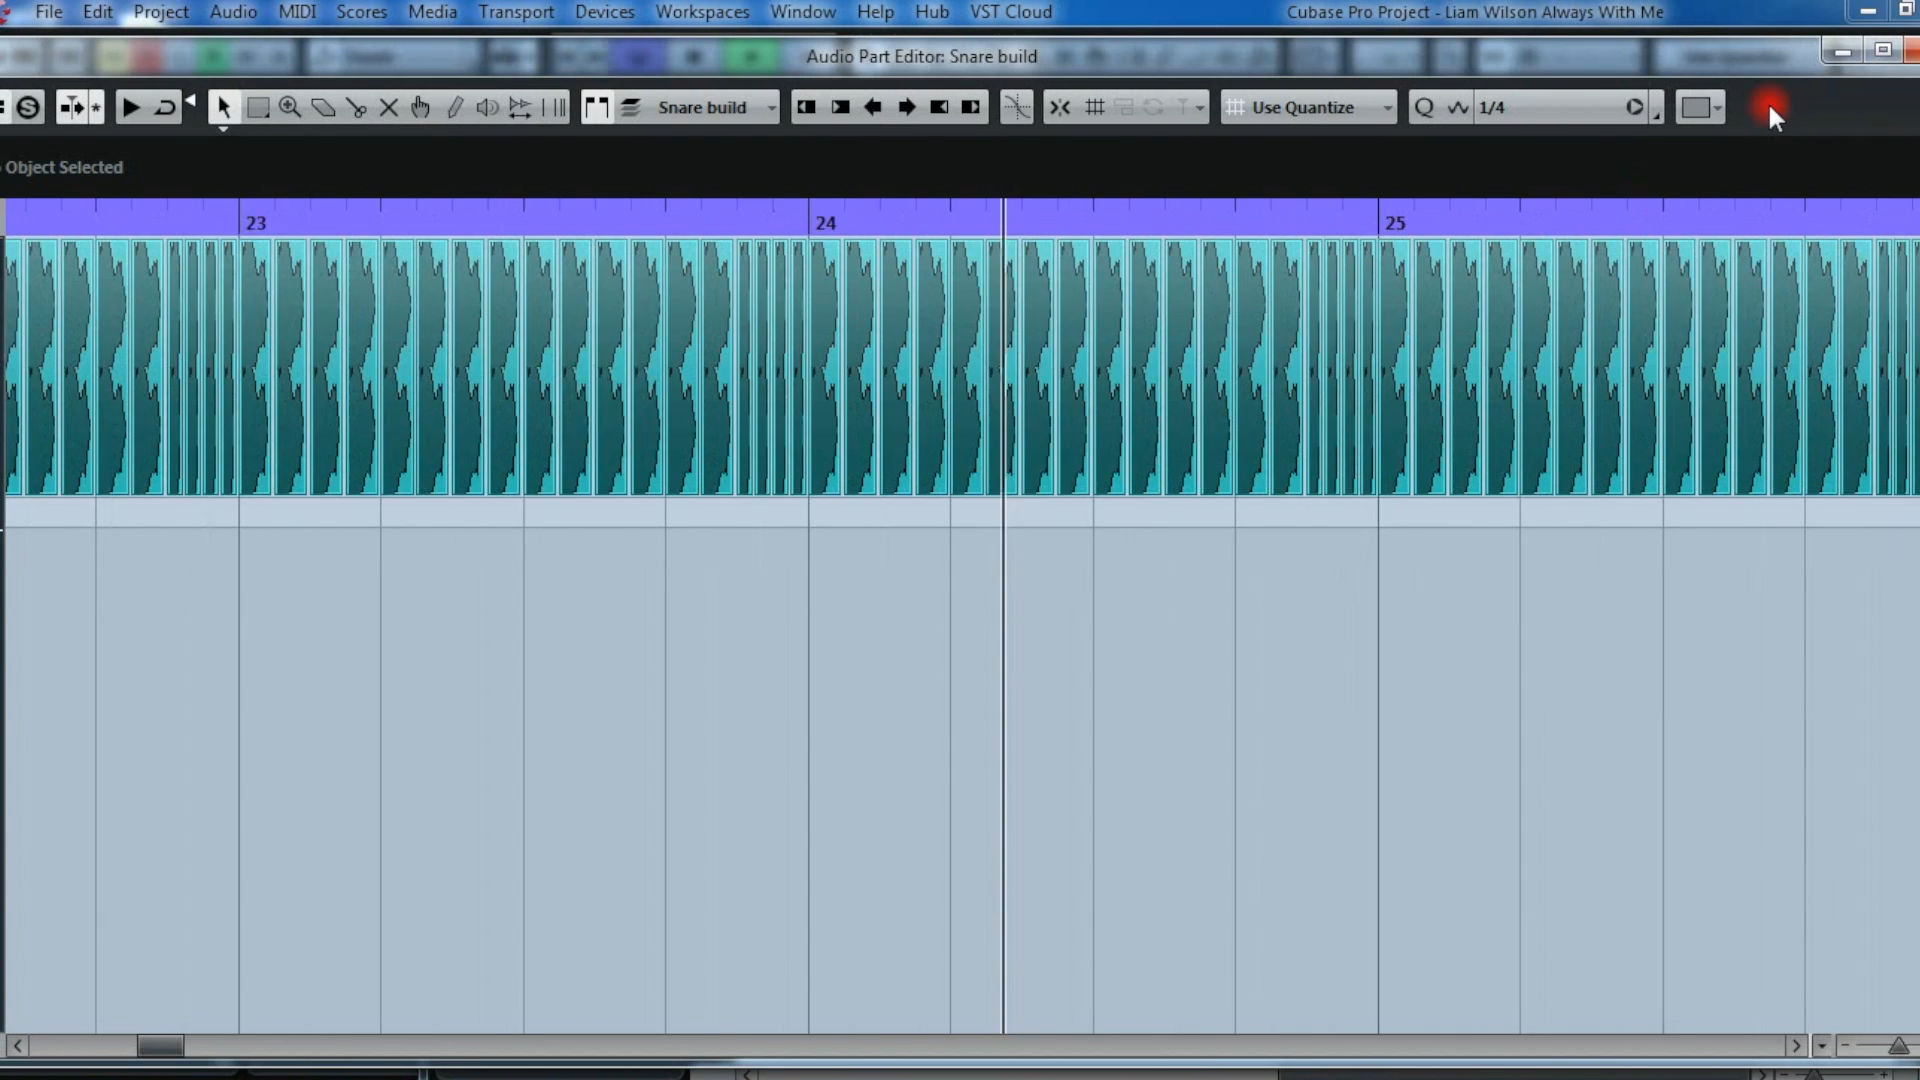 File Edit Project Audio MIDI Scores Media Transport Devices Workspaces Window Help Hub VST Cloud Cubase Pro Project - Liam Wilson Always With Me
Audio Part Editor: Snare build
Snare build Use Quantize Q 1/4
Object Selected
23 24 25